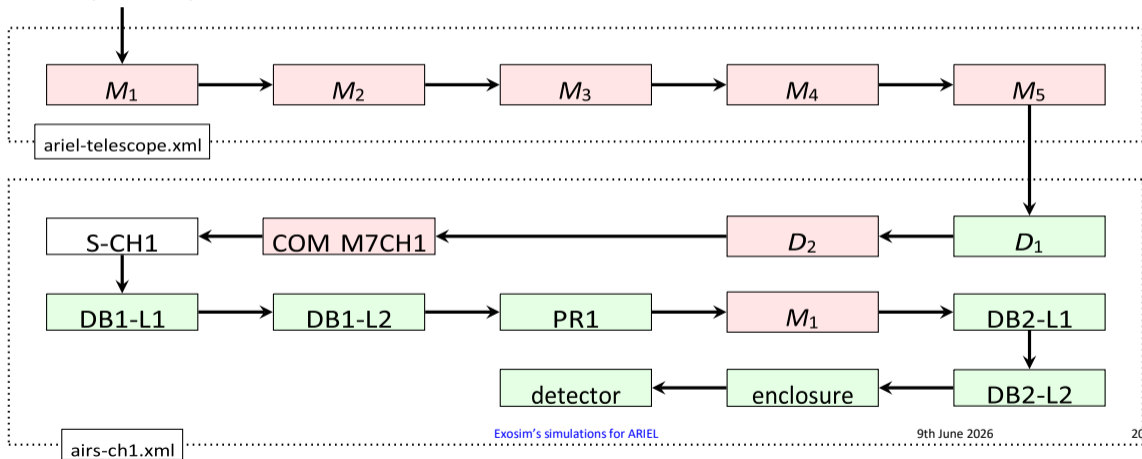 M1 M2 M3 M4 M5
ariel-telescope.xml
S-CH1 COM M7CH1 D2 D1
DB1-L1 DB1-L2 PR1 M1 DB2-L1
detector enclosure DB2-L2
Exosim's simulations for ARIEL 9th June 2026 20
airs-ch1.xml